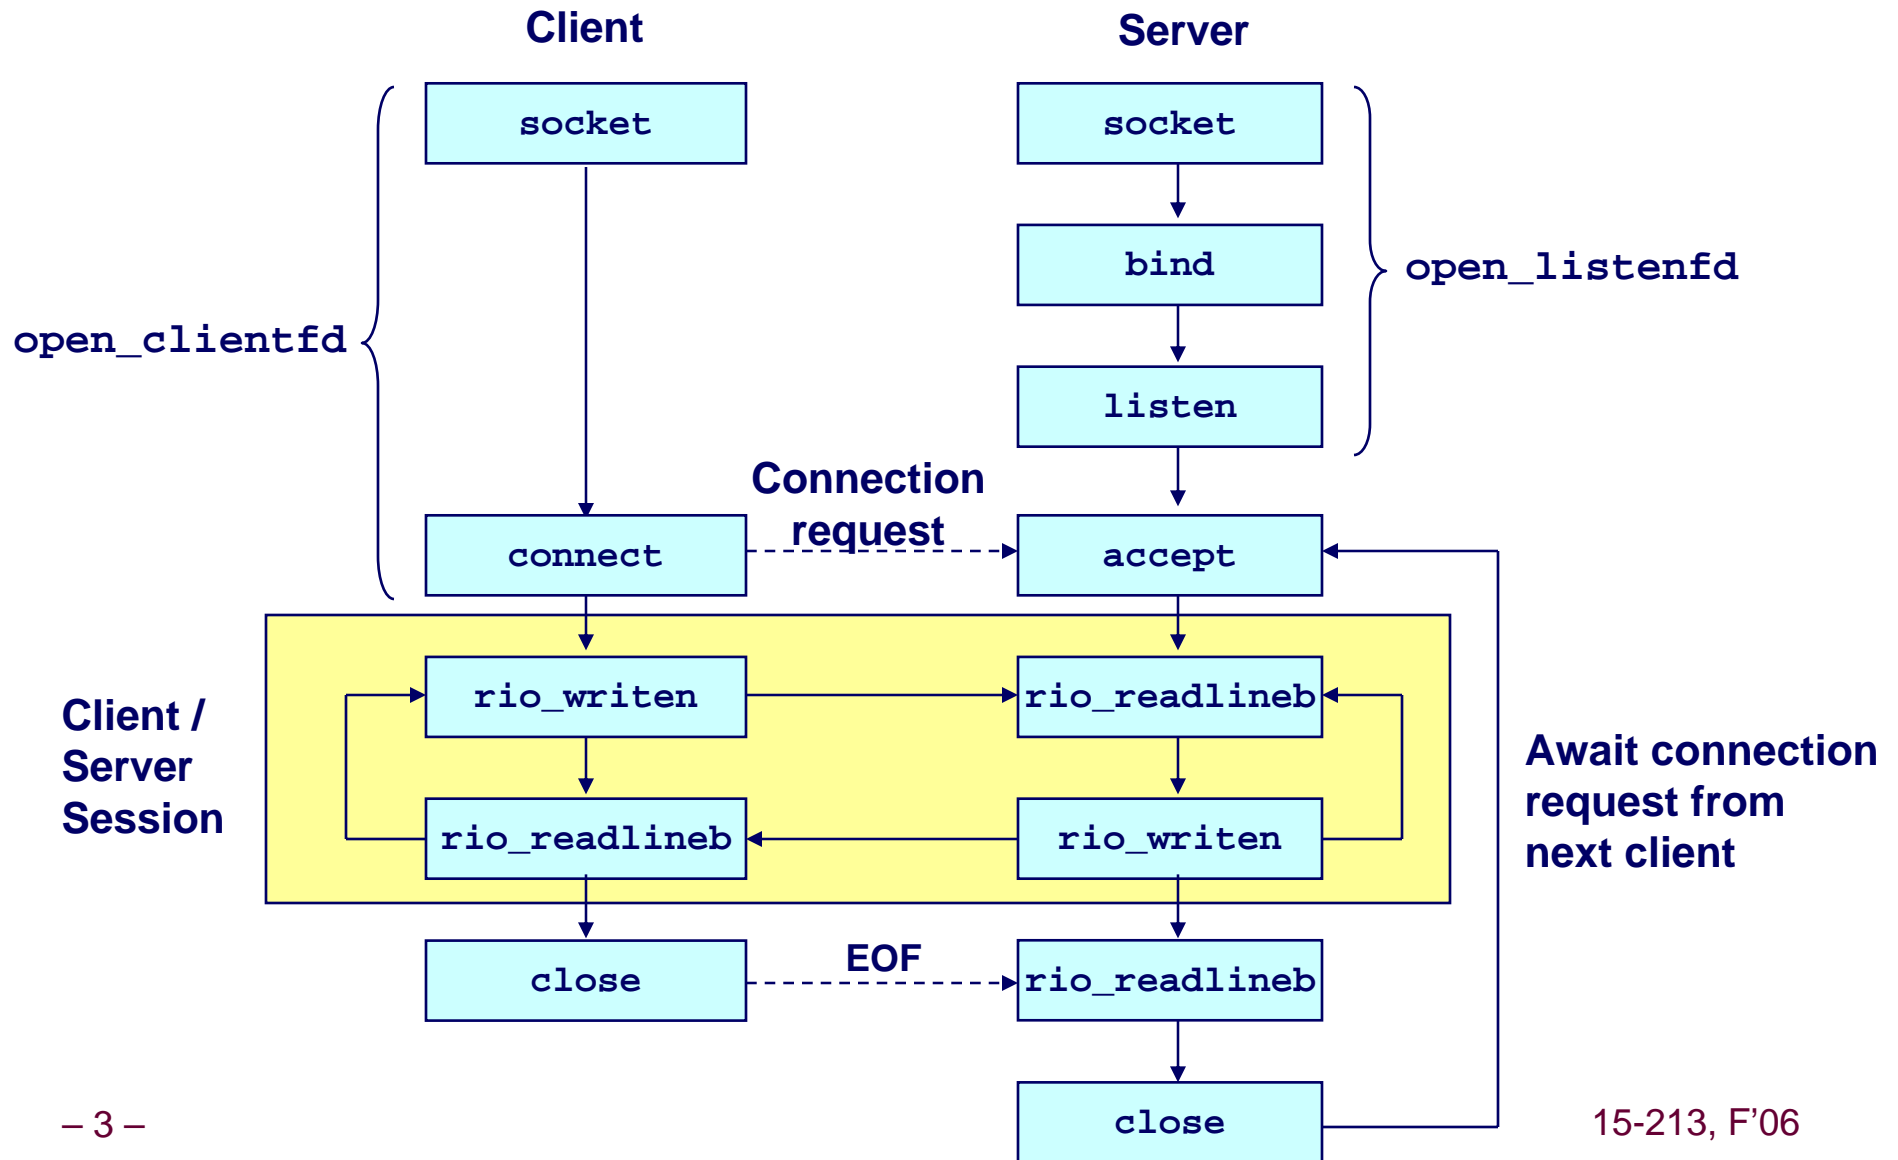 Client
Server
socket
socket
bind
open_listenfd
open_clientfd
listen
Connection
request
connect
accept
Client /
Server
Session
rio_writen
rio_readlineb
Await connection
request from
next client
rio_readlineb
rio_writen
close
EOF
rio_readlineb
close
– 3 –
15-213, F’06